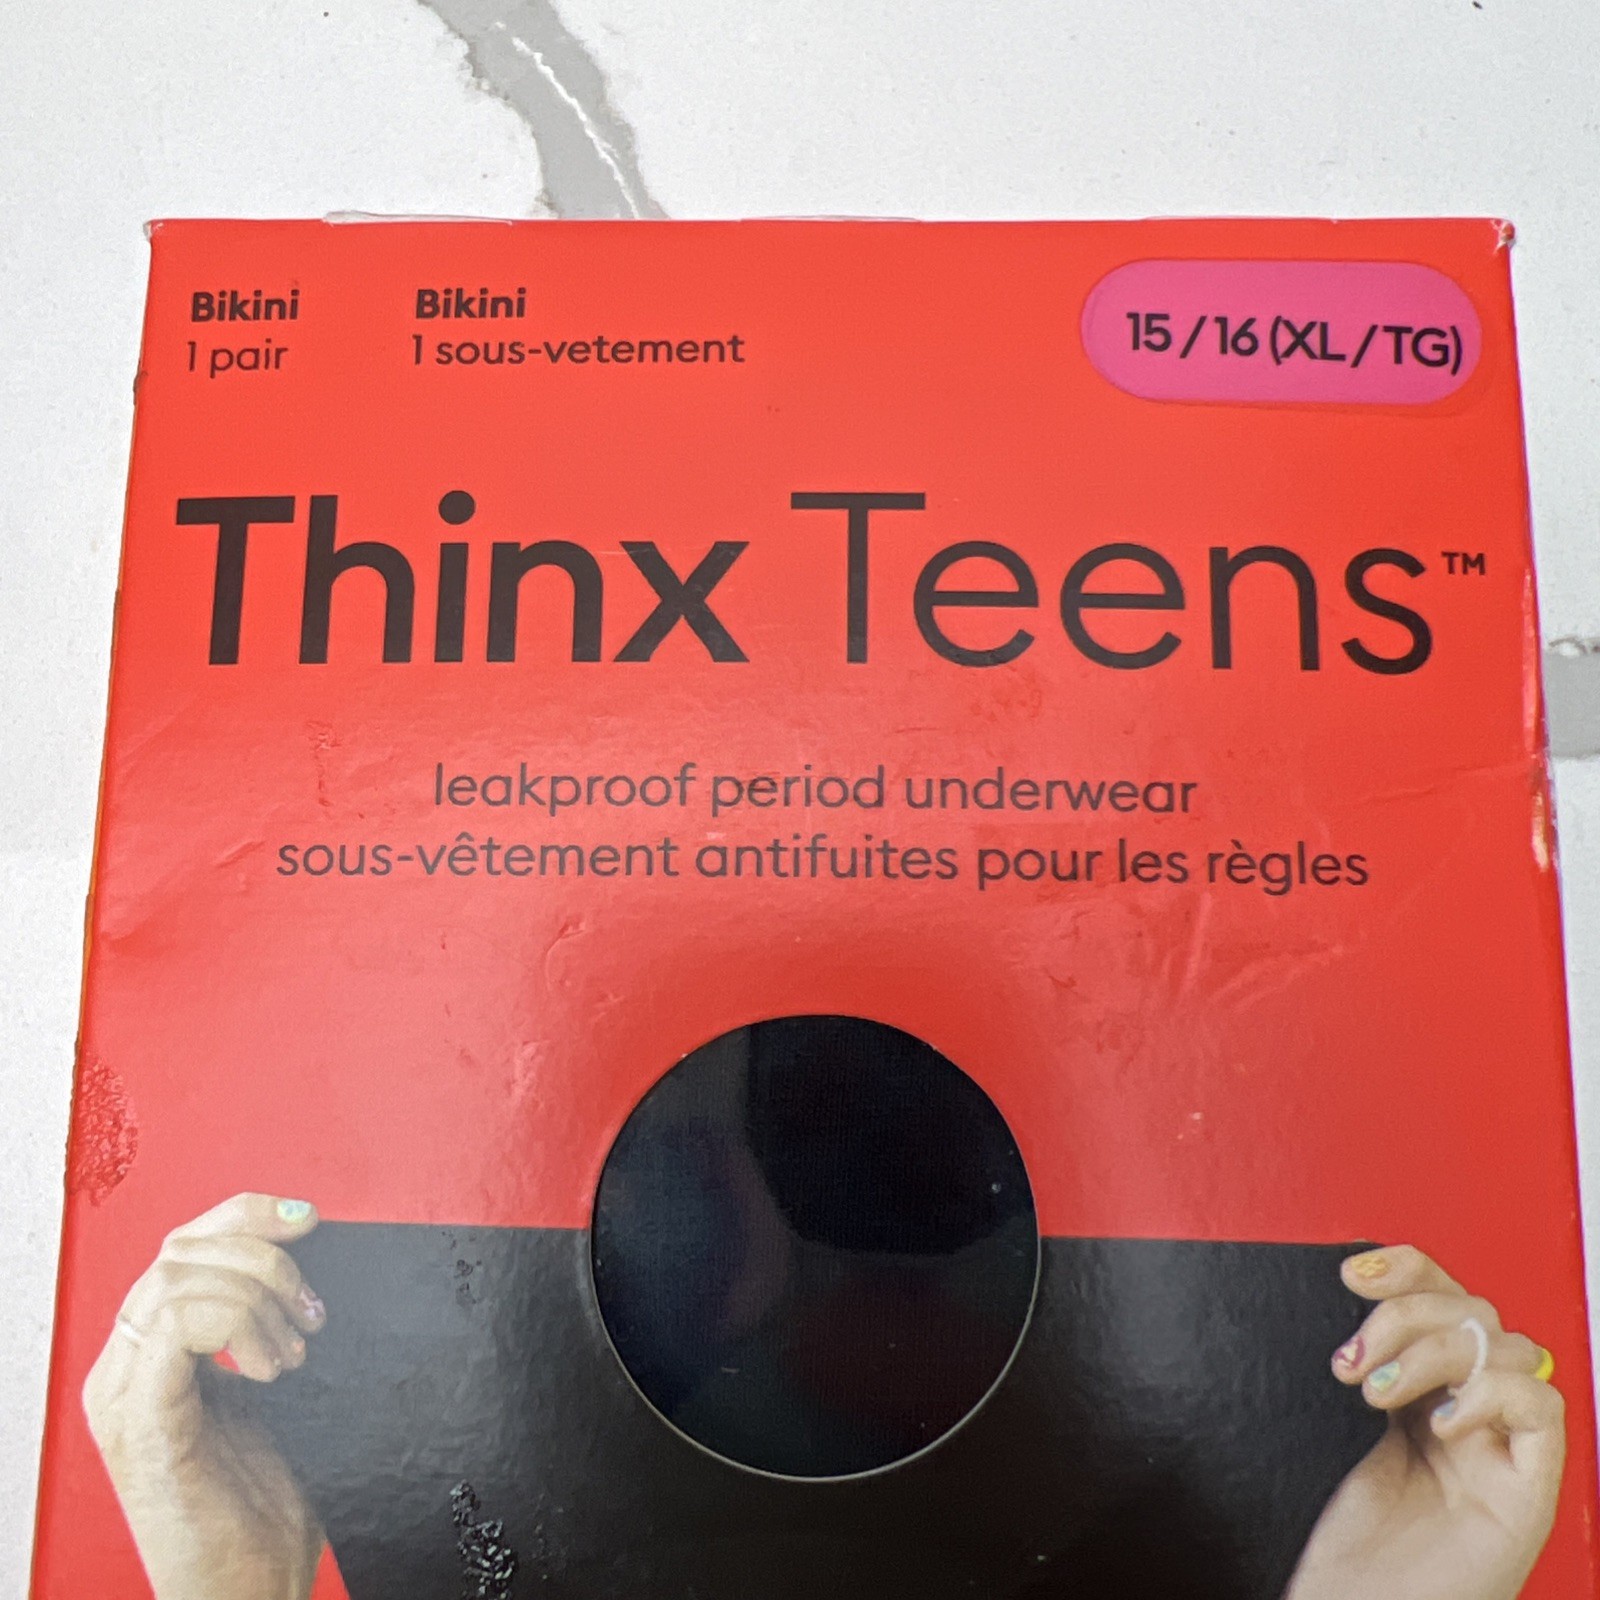 Bikini
1 pair
Bikini
1 sous-vetement
15/16 (XL/TG)
Thinx Teens™
leakproof period underwear
sous-vêtement antifuites pour les règles